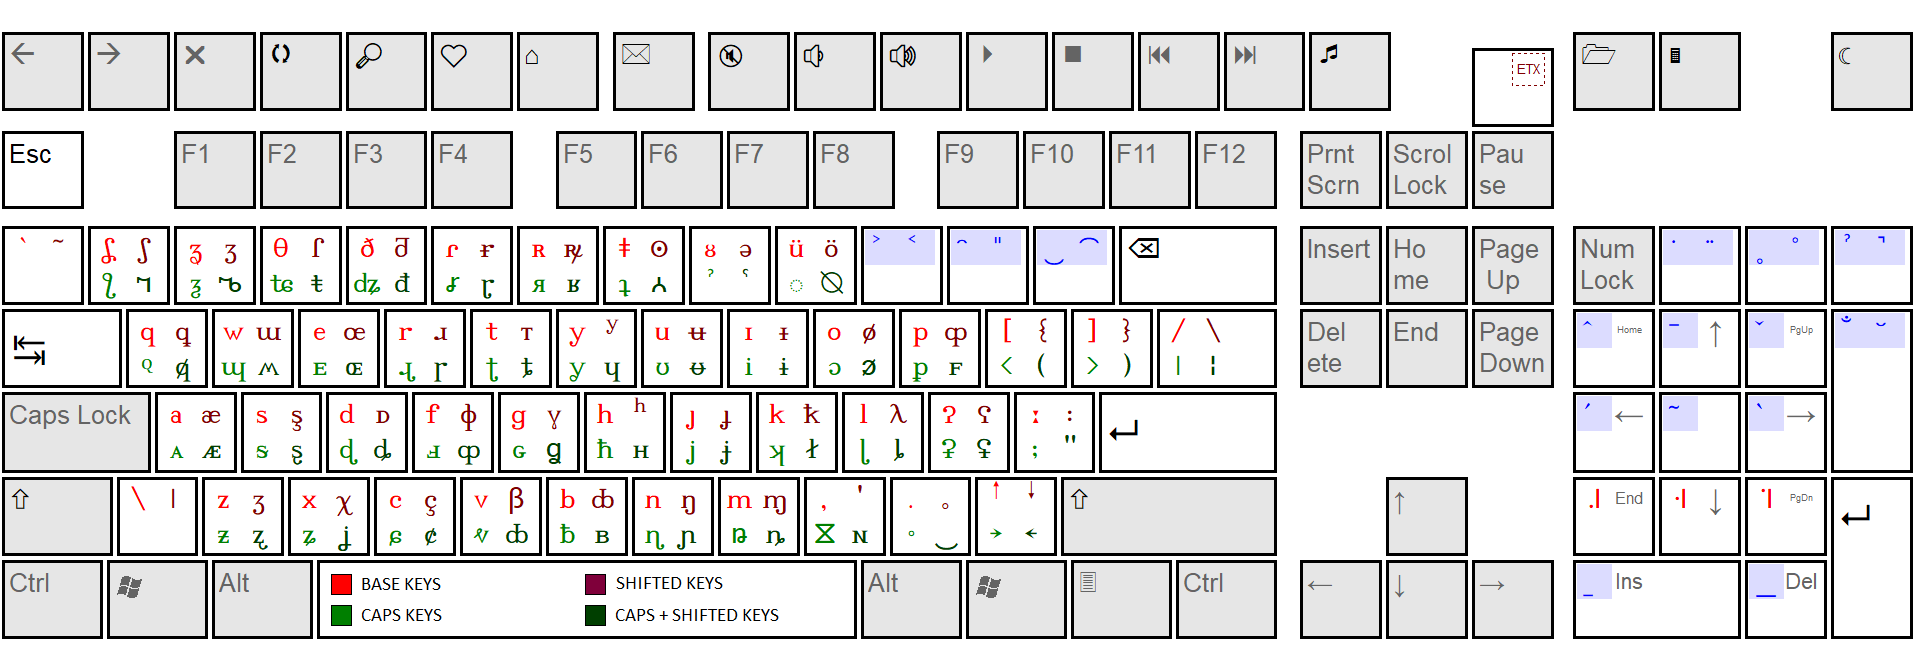 ETX
Esc F1 F2 F3 F4 F5 F6 F7 F8 F9 F10 F11 F12 Prnt Scrn Scrol Lock Pau se
` ~ ʆ ʃ ʓ ʒ θ ſ ð ƌ ɾ ɍ ʀ ʘ ȣ ə ü ö Insert Ho me Page Up Num Lock
ʨ ŧ ʥ đ ɼ ɽ ᴙ ʁ
q w ɯ e œ r ɹ t ᴛ y ʸ u ʉ ɪ ᵻ o ø p ȹ [ { ] } / \ Del ete End Page Down Home ↑ PgUp
ɰ ʍ ᴇ ɶ ɻ ɼ ʈ y ɥ ʊ ʉ i ɨ ɔ ꜰ < ( > ) | ¦
Caps Lock a æ s ş d ᴅ f ɸ g ɣ h ʰ ȷ ɟ k ꝁ l λ ʔ ʕ : : ← ~ ` →
ᴀ ᴁ ʂ ɖ ȡ ɢ ɡ ħ ʜ j ʞ ł ɭ ȴ ; "
\ | z ʒ x χ c ç v β b n ŋ m ɱ , ' . ° ↑ ↓ ↑ End ↓ PgDn
ƶ ʐ ʑ ʝ ɕ ȼ ⱴ ƀ ʙ ɳ ɲ ȵ ɴ ° ‿ → ←
Ctrl Alt BASE KEYS SHIFTED KEYS Alt Ctrl ← ↓ → _ Ins __ Del
CAPS KEYS CAPS + SHIFTED KEYS